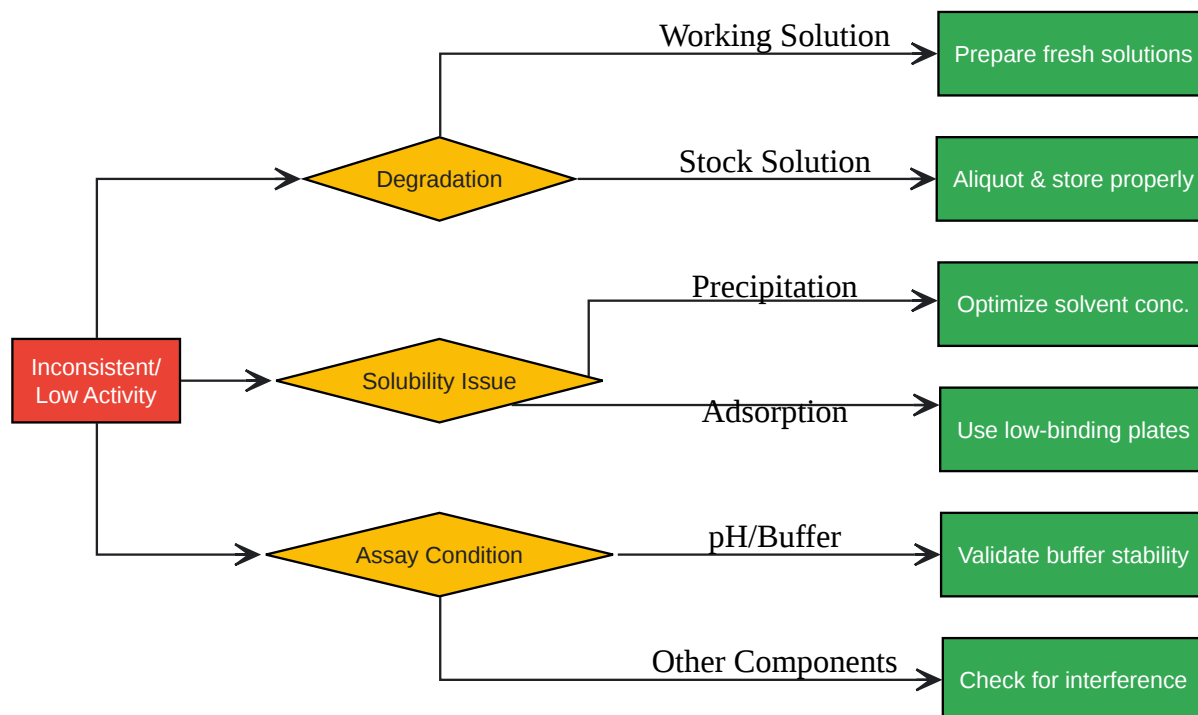 Working Solution
Prepare fresh solutions
Degradation
Stock Solution
Aliquot & store properly
Precipitation
Optimize solvent conc.
Inconsistent/
Low Activity
Solubility Issue
Adsorption
Use low-binding plates
Assay Condition
pH/Buffer
Validate buffer stability
Other Components
Check for interference